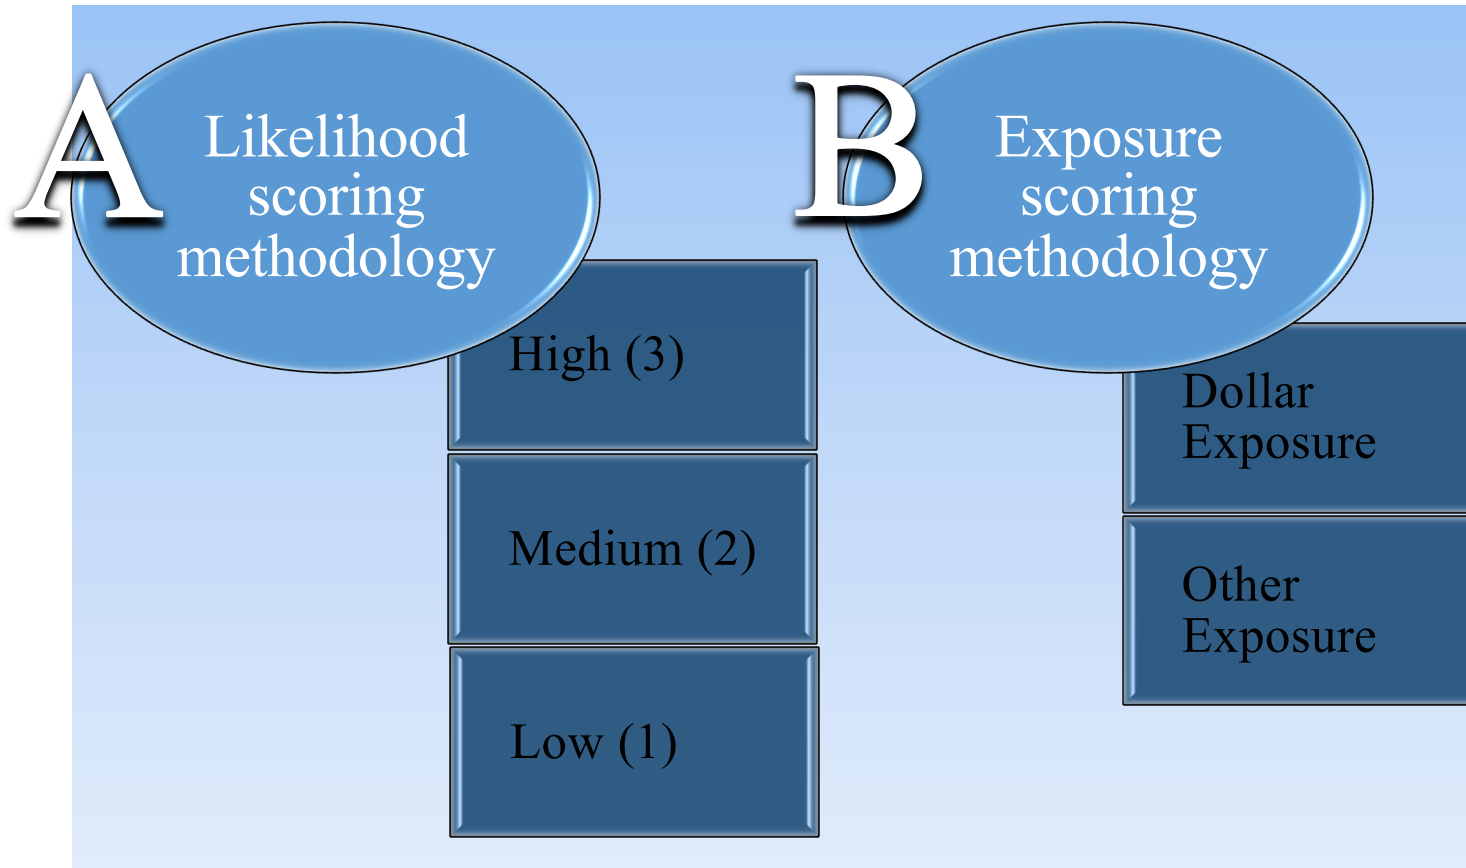 A
Likelihood
scoring
methodology
High (3)
Medium (2)
Low (1)
B
Exposure
scoring
methodology
Dollar
Exposure
Other
Exposure